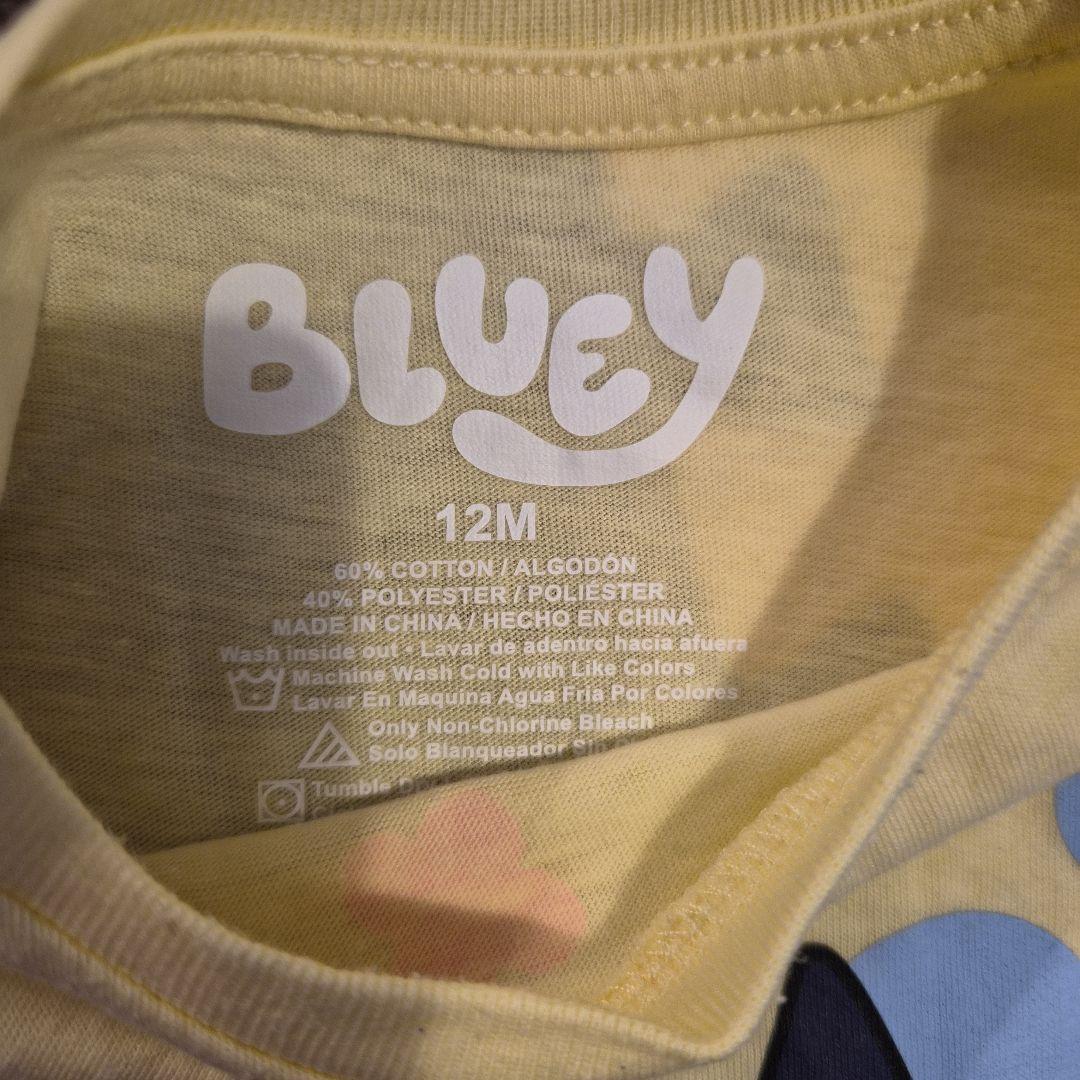 BLUEY
12M
60% COTTON / ALGODÓN
40% POLYESTER / POLIÉSTER
MADE IN CHINA / HECHO EN CHINA
Wash inside out - Lavar de adentro hacia afuera
Machine Wash Cold with Like Colors
Lavar En Maquina Agua Fria Por Colores
Only Non-Chlorine Bleach
Solo Blanqueador Sin
Tumble